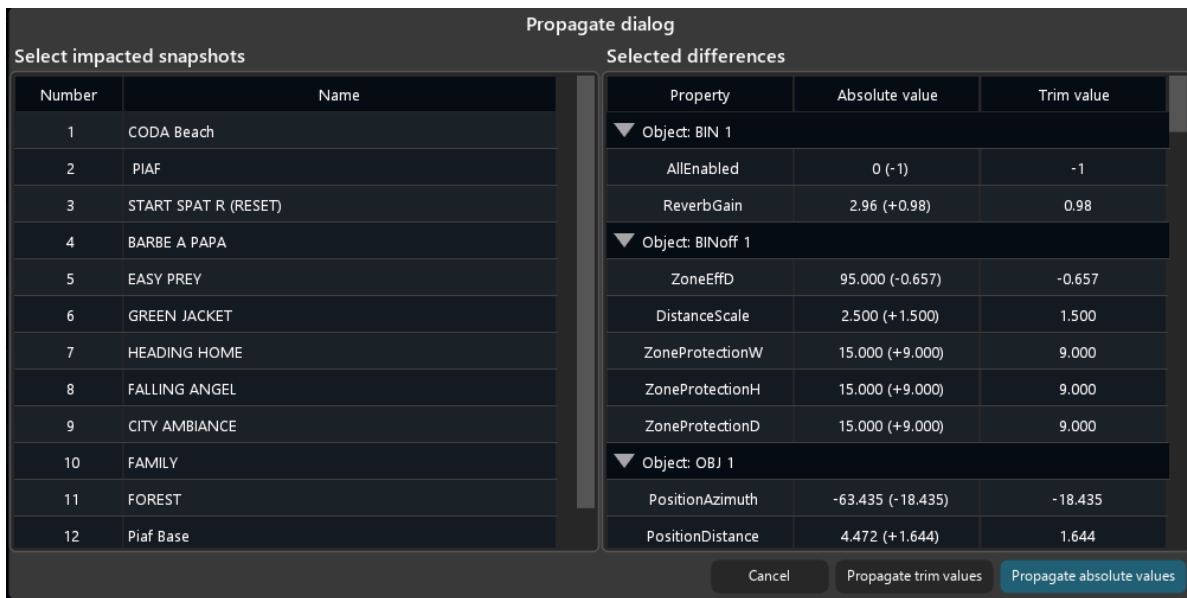 Propagate dialog
Select impacted snapshots
Number Name
1 CODA Beach
2 PIAF
3 START SPAT R (RESET)
4 BARBE A PAPA
5 EASY PREY
6 GREEN JACKET
7 HEADING HOME
8 FALLING ANGEL
9 CITY AMBIANCE
10 FAMILY
11 FOREST
12 Piaf Base
Selected differences
Property Absolute value Trim value
Object: BIN 1
AllEnabled 0 (-1) -1
ReverbGain 2.96 (+0.98) 0.98
Object: BINoff 1
ZoneEffD 95.000 (-0.657) -0.657
DistanceScale 2.500 (+1.500) 1.500
ZoneProtectionW 15.000 (+9.000) 9.000
ZoneProtectionH 15.000 (+9.000) 9.000
ZoneProtectionD 15.000 (+9.000) 9.000
Object: OBJ 1
PositionAzimuth -63.435 (-18.435) -18.435
PositionDistance 4.472 (+1.644) 1.644
Cancel Propagate trim values Propagate absolute values